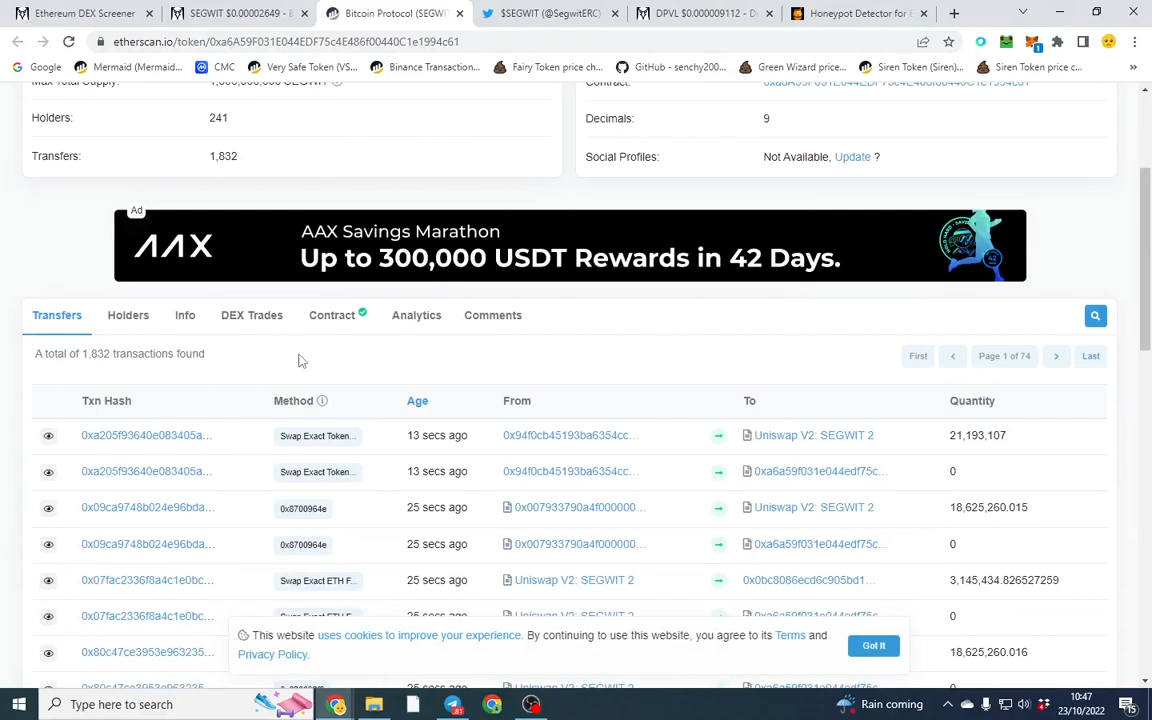 Ethereum DEX Screener
SEGWIT $0.00002649 - E
Bitcoin Protocol (SEGW
$SEGWIT (@SegwitERC)
DPVL $0.000009112 - D
Honeypot Detector for E
etherscan.io/token/0xa6A59F031E044EDF75c4E486f00440C1e1994c61
1
Google
Mermaid (Mermaid...
CMC
Very Safe Token (VS...
Binance Transaction...
Fairy Token price ch...
GitHub - senchy200...
Green Wizard price...
Siren Token (Siren)...
Siren Token price c...
Holders:
241
Decimals:
9
Transfers:
1,832
Social Profiles:
Not Available, Update ?
Ad
AAX
AAX Savings Marathon
Up to 300,000 USDT Rewards in 42 Days.
Transfers
Holders
Info
DEX Trades
Contract
Analytics
Comments
A total of 1,832 transactions found
First
Page 1 of 74
Last
Txn Hash
Method
Age
From
To
Quantity
0xa205f93640e083405a...
Swap Exact Token...
13 secs ago
0x94f0cb45193ba6354cc...
Uniswap V2: SEGWIT 2
21,193,107
0xa205f93640e083405a...
Swap Exact Token...
13 secs ago
0x94f0cb45193ba6354cc...
0xa6a59f031e044edf75c...
0
0x09ca9748b024e96bda...
0x8700964e
25 secs ago
0x007933790a4f000000...
Uniswap V2: SEGWIT 2
18,625,260.015
0x09ca9748b024e96bda...
0x8700964e
25 secs ago
0x007933790a4f000000...
0xa6a59f031e044edf75c...
0
0x07fac2336f8a4c1e0bc...
Swap Exact ETH F...
25 secs ago
Uniswap V2: SEGWIT 2
0x0bc8086ecd6c905bd1...
3,145,434.826527259
0x07fac2336f8a4c1e0bc...
0xa6a59f031e044edf75c...
0
0x80c47ce3953e963235...
18,625,260.016
This website uses cookies to improve your experience. By continuing to use this website, you agree to its Terms and
Privacy Policy.
Got It
Type here to search
81
Rain coming
10:47
23/10/2022
15